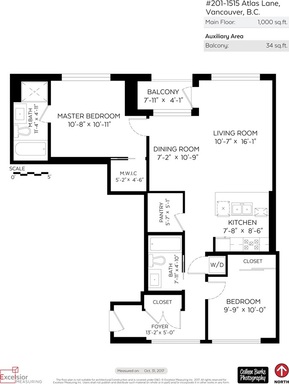 #201-1515 Atlas Lane,
Vancouver, B.C.
Main Floor: 1,000 sq.ft.
Auxiliary Area
Balcony: 34 sq.ft.
BALCONY
7'-11" x 4'-1"
M.BATH
11'-4" x 4'-11"
MASTER BEDROOM
10'-8" x 10'-11"
LIVING ROOM
10'-7" x 16'-1"
DINING ROOM
7'-2" x 10'-9"
SCALE
0 5'
M.W.I.C
5'-2" x 4'-6"
PANTRY
5'-7" x 5'-1"
KITCHEN
7'-8" x 8'-6"
BATH
7'-11" x 4'-10"
W/D
CLOSET
CLOSET
BEDROOM
9'-9" x 10'-0"
FOYER
13'-2" x 5'-0"
Measured on: Oct. 19, 2017
Excelsior
MEASURING
Colleen Burke
Photography
NORTH